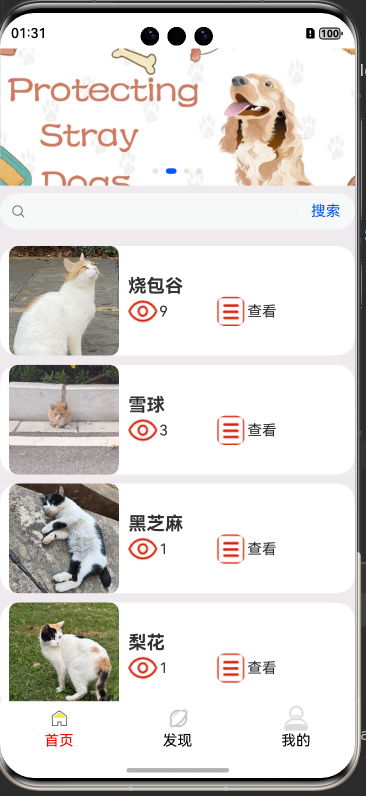 01:31
100
Protecting
Stray
Dogs
搜索
烧包谷
9
查看
雪球
3
查看
黑芝麻
1
查看
梨花
1
查看
首页
发现
我的